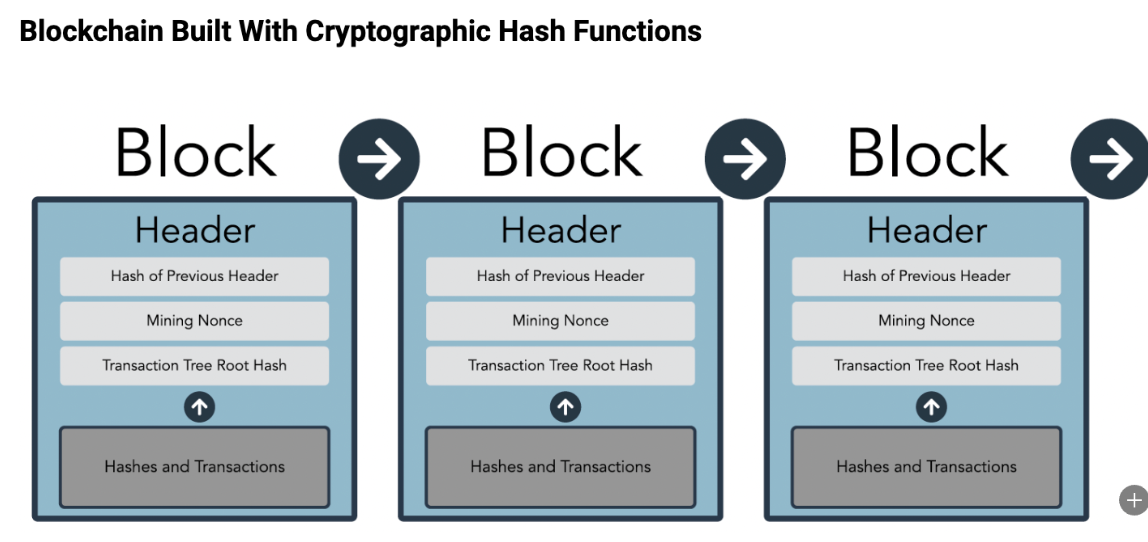 Blockchain Built With Cryptographic Hash Functions
Block
Block
Block
Header
Hash of Previous Header
Mining Nonce
Transaction Tree Root Hash
Hashes and Transactions
Header
Hash of Previous Header
Mining Nonce
Transaction Tree Root Hash
Hashes and Transactions
Header
Hash of Previous Header
Mining Nonce
Transaction Tree Root Hash
Hashes and Transactions